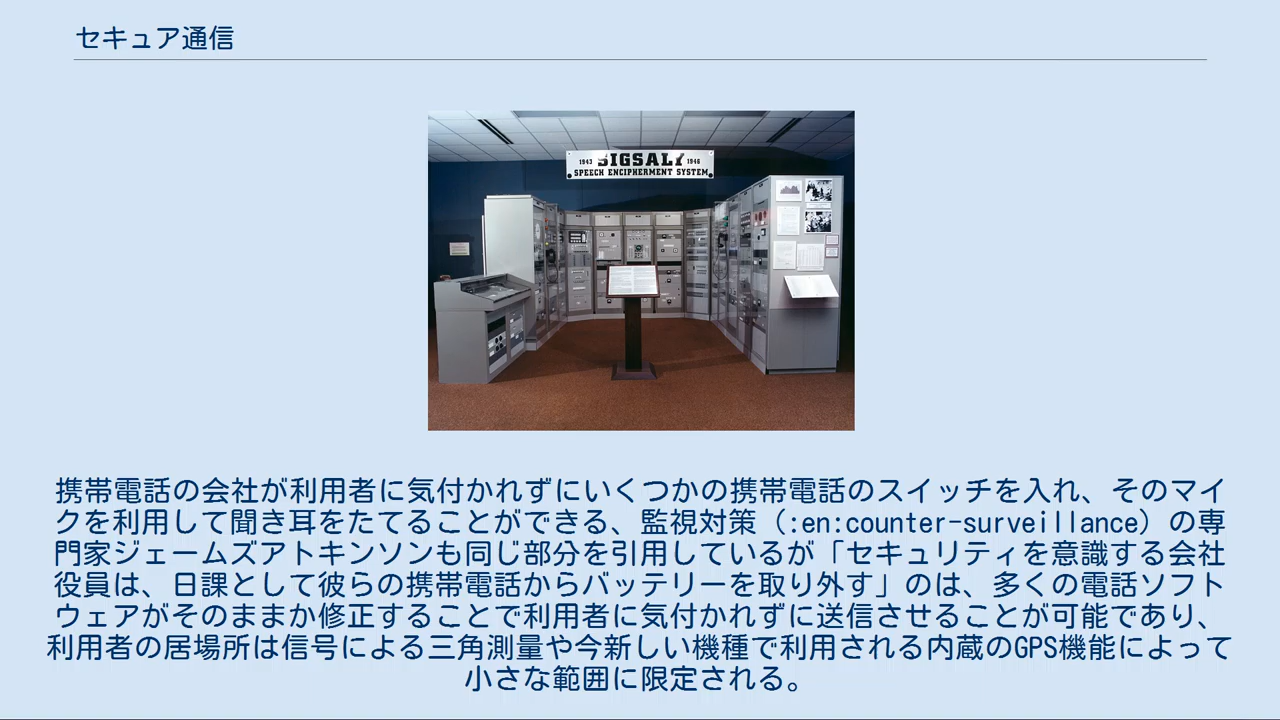 セキュア通信
1943 SIGSALY 1946
SPEECH ENCIPHERMENT SYSTEM
携帯電話の会社が利用者に気付かれずにいくつかの携帯電話のスイッチを入れ、そのマイ
クを利用して聞き耳をたてることができる、監視対策（:en:counter-surveillance）の専
門家ジェームズアトキンソンも同じ部分を引用しているが「セキュリティを意識する会社
役員は、日課として彼らの携帯電話からバッテリーを取り外す」のは、多くの電話ソフト
ウェアがそのままか修正することで利用者に気付かれずに送信させることが可能であり、
利用者の居場所は信号による三角測量や今新しい機種で利用される内蔵のGPS機能によって
小さな範囲に限定される。